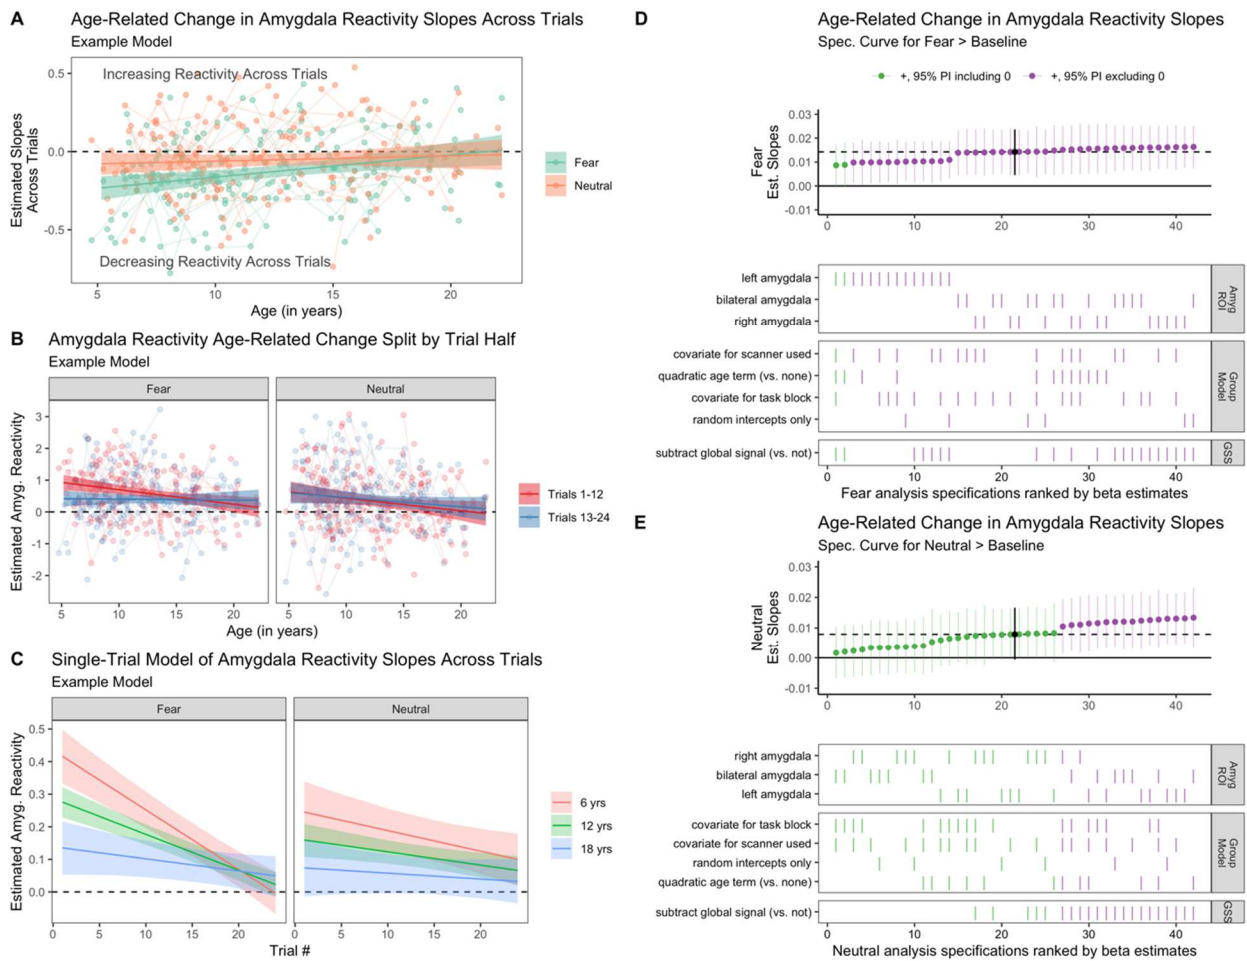 A
Age-Related Change in Amygdala Reactivity Slopes Across Trials
Example Model
Increasing Reactivity Across Trials
Decreasing Reactivity Across Trials
Estimated Slopes
Across Trials
0.5
0.0
-0.5
5 10 15 20
Age (in years)
Fear
Neutral
B
Amygdala Reactivity Age-Related Change Split by Trial Half
Example Model
Fear Neutral
Estimated Amyg. Reactivity
3
2
1
0
-1
-2
5 10 15 20 5 10 15 20
Age (in years)
Trials 1-12
Trials 13-24
C
Single-Trial Model of Amygdala Reactivity Slopes Across Trials
Example Model
Fear Neutral
Estimated Amyg. Reactivity
0.5
0.4
0.3
0.2
0.1
0.0
0 5 10 15 20 0 5 10 15 20
Trial #
6 yrs
12 yrs
18 yrs
D
Age-Related Change in Amygdala Reactivity Slopes
Spec. Curve for Fear > Baseline
+, 95% PI including 0 +, 95% PI excluding 0
Fear
Est. Slopes
0.03
0.02
0.01
0.00
-0.01
0 10 20 30 40
left amygdala
bilateral amygdala
right amygdala
Amyg
ROI
covariate for scanner used
quadratic age term (vs. none)
covariate for task block
random intercepts only
Group
Model
subtract global signal (vs. not)
GSS
Fear analysis specifications ranked by beta estimates
E
Age-Related Change in Amygdala Reactivity Slopes
Spec. Curve for Neutral > Baseline
Neutral
Est. Slopes
0.03
0.02
0.01
0.00
-0.01
0 10 20 30 40
right amygdala
bilateral amygdala
left amygdala
Amyg
ROI
covariate for task block
covariate for scanner used
random intercepts only
quadratic age term (vs. none)
Group
Model
subtract global signal (vs. not)
GSS
0 10 20 30 40
Neutral analysis specifications ranked by beta estimates